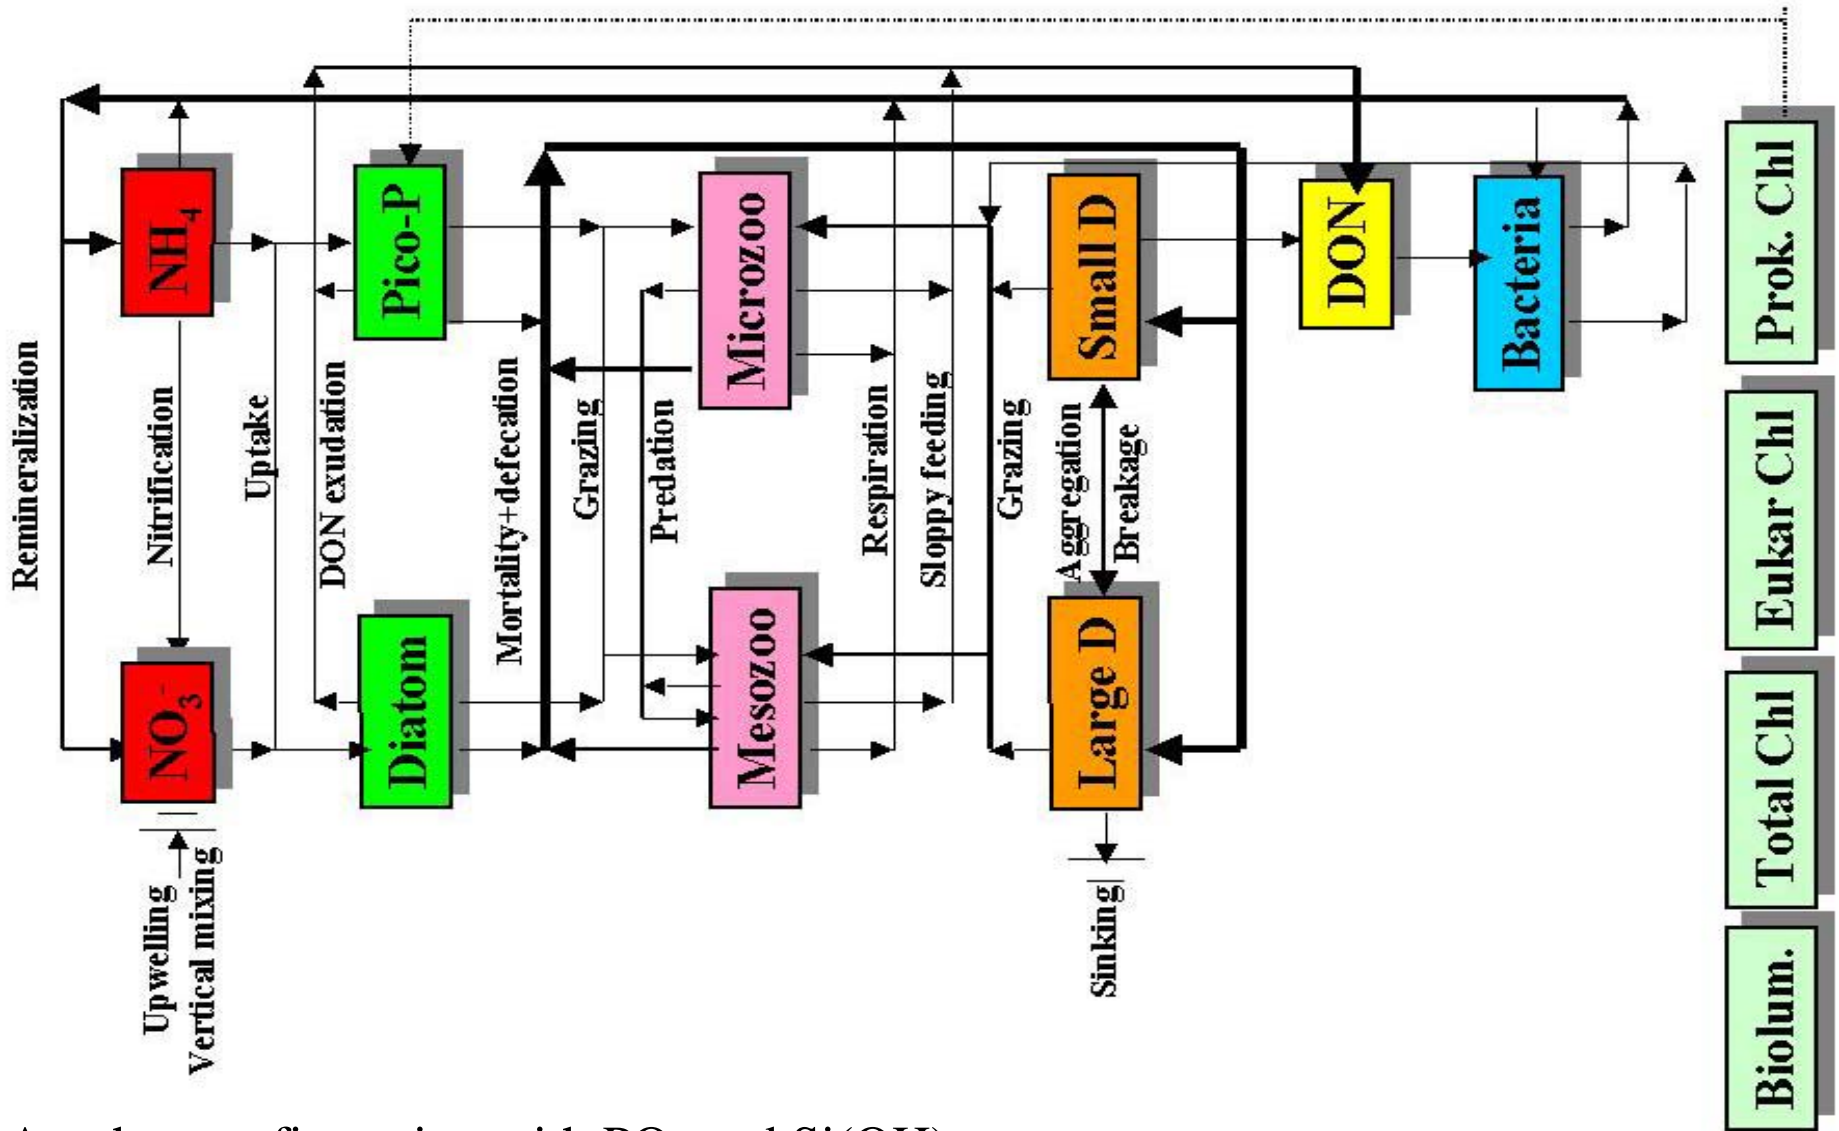 Remineralization
Upwelling
Vertical mixing
NO3-
Nitrification
NH4
Uptake
DON exudation
Diatom
Pico-P
Mortality+defecation
Grazing
Predation
Mesozoo
Microzoo
Respiration
Sloppy feeding
Grazing
Sinking
Large D
Aggregation
Breakage
Small D
DON
Bacteria
Biolum.
Total Chl
Eukar Chl
Prok. Chl